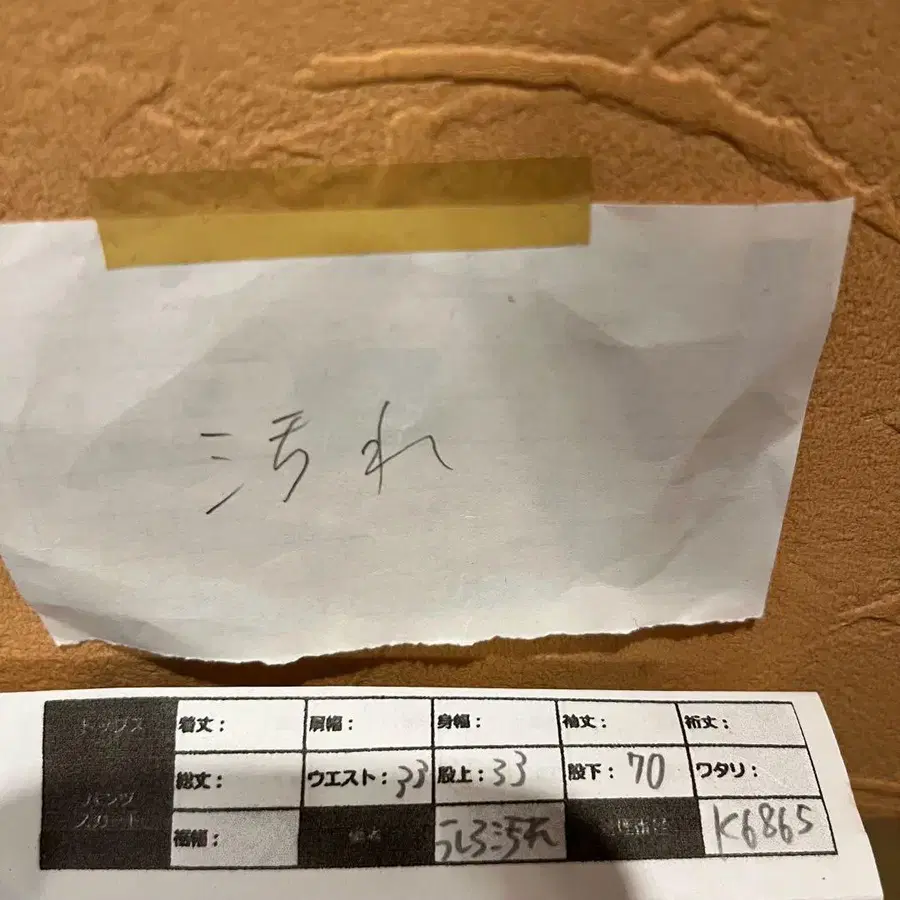 汚れ
トップス 着丈： 肩幅： 身幅： 袖丈： 裄丈：
パンツ 総丈： ウエスト：33 股上：33 股下：70 ワタリ：
スカート 裾幅： うしろ汚れ K6865